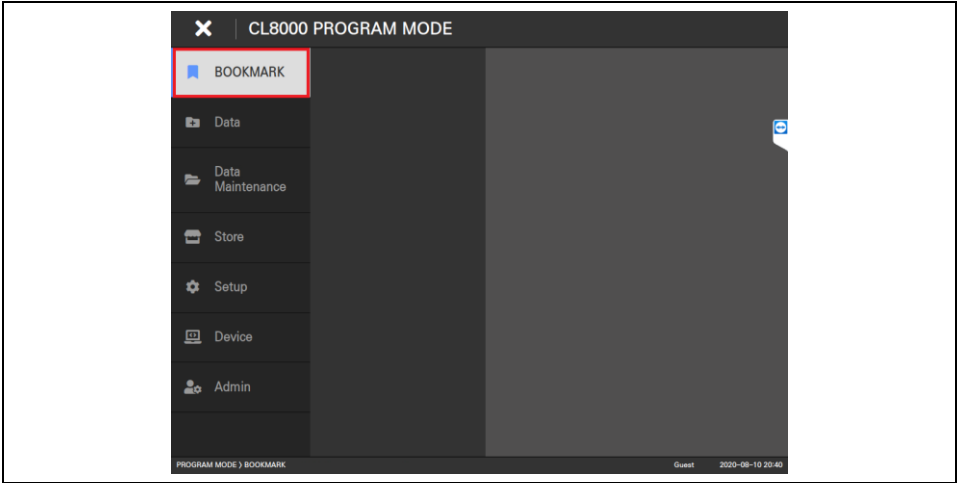 CL8000 PROGRAM MODE
BOOKMARK
Data
Data
Maintenance
Store
Setup
Device
Admin
PROGRAM MODE > BOOKMARK
Guest 2020-08-10 20:40